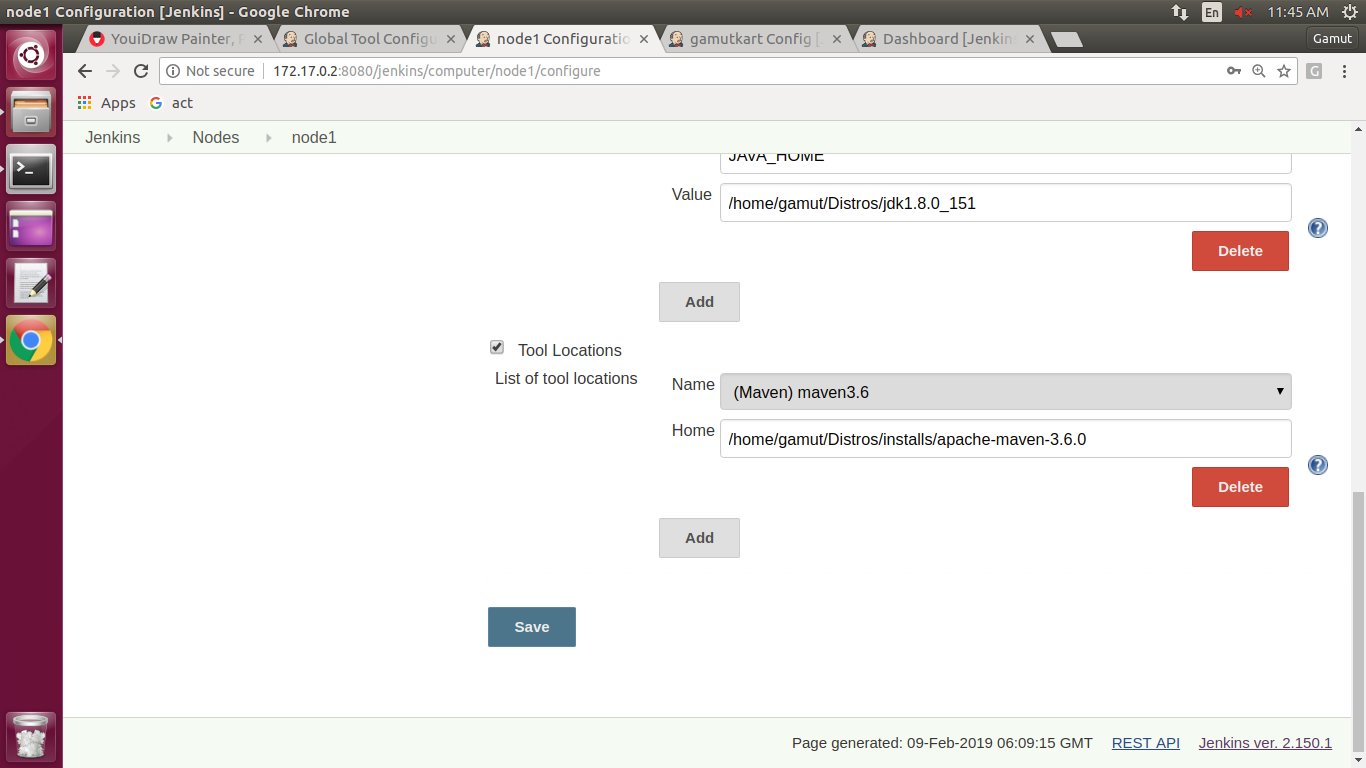 node1 Configuration [Jenkins] - Google Chrome
En
11:45 AM
YouiDraw Painter,
Global Tool Configu
node1 Configuratio
gamutkart Config [
Dashboard [Jenkins
Gamut
Not secure
172.17.0.2:8080/jenkins/computer/node1/configure
G
Apps
G act
Jenkins
Nodes
node1
JAVA_HOME
Value
/home/gamut/Distros/jdk1.8.0_151
?
Delete
Add
Tool Locations
List of tool locations
Name
(Maven) maven3.6
Home
/home/gamut/Distros/installs/apache-maven-3.6.0
?
Delete
Add
Save
Page generated: 09-Feb-2019 06:09:15 GMT
REST API
Jenkins ver. 2.150.1